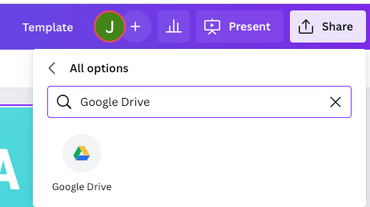 Template
J
+
Present
Share
All options
Google Drive
Google Drive
A